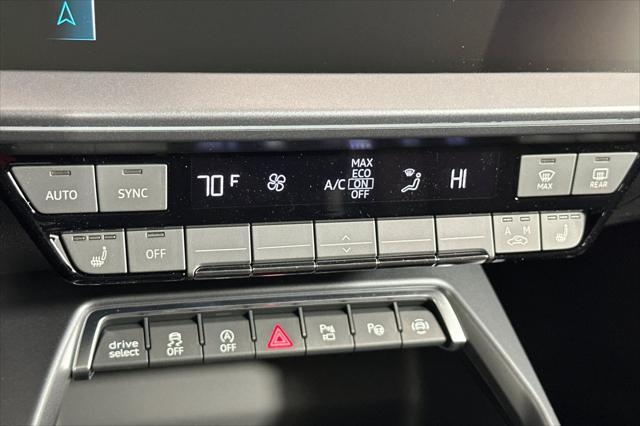 AUTO
SYNC
70 F
A/C
MAX
ECO
ON
OFF
HI
MAX
REAR
OFF
A M
drive
select
OFF
OFF
P
P